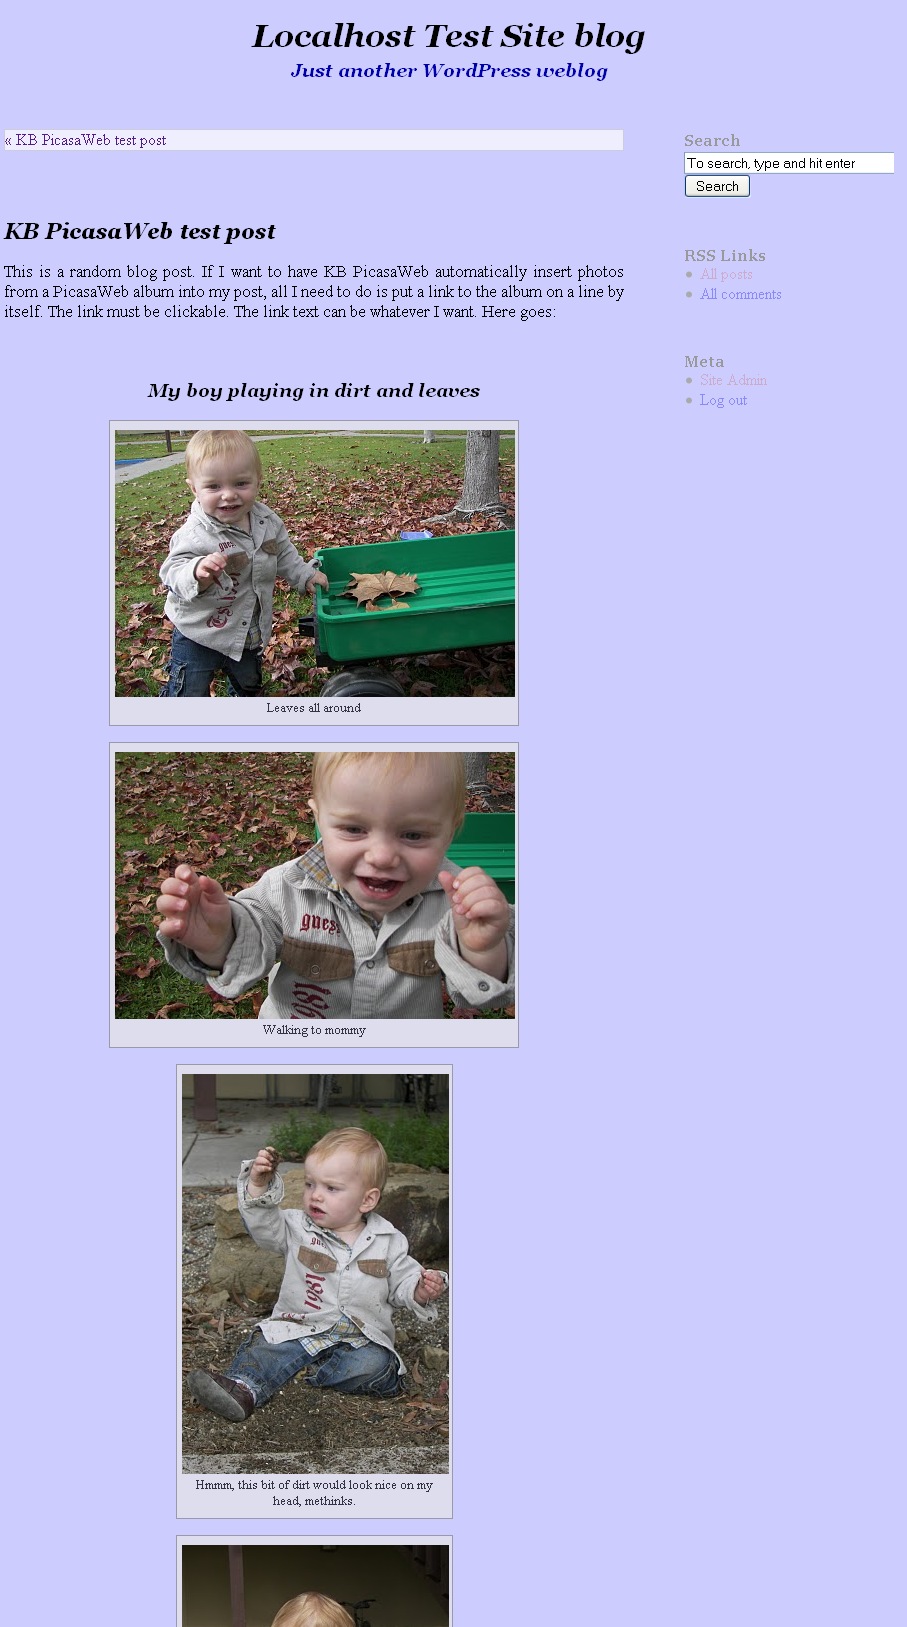 Localhost Test Site blog
Just another WordPress weblog
« KB PicasaWeb test post
KB PicasaWeb test post
This is a random blog post. If I want to have KB PicasaWeb automatically insert photos
from a PicasaWeb album into my post, all I need to do is put a link to the album on a line by
itself. The link must be clickable. The link text can be whatever I want. Here goes:
My boy playing in dirt and leaves
gues
Leaves all around
gues
1981
Walking to mommy
gue
1981
Hmmm, this bit of dirt would look nice on my
head, methinks.
Search
To search, type and hit enter
Search
RSS Links
All posts
All comments
Meta
Site Admin
Log out